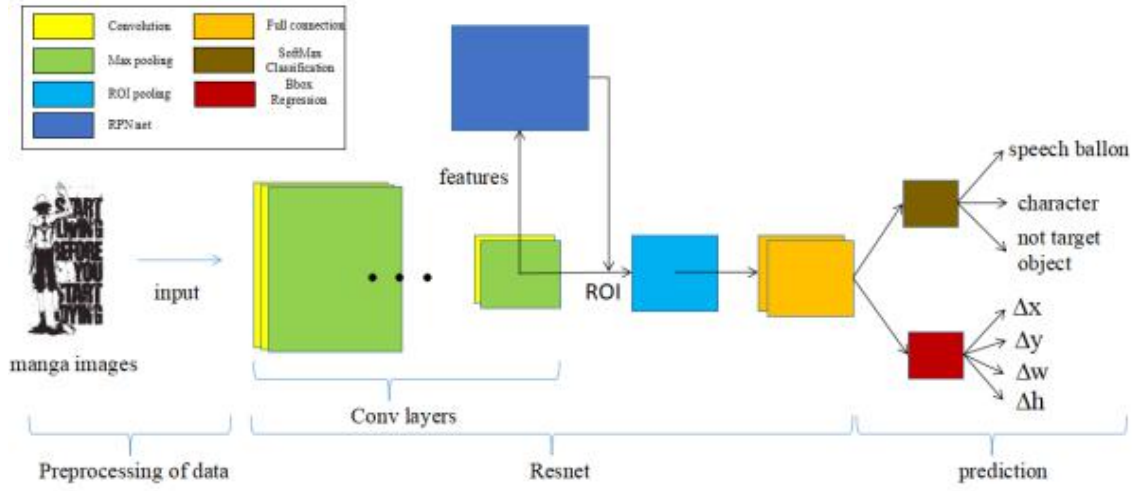 Convolution
Max pooling
ROI pooling
RPN net
Full connection
SoftMax
Classification
Bbox
Regression
features
speech ballon
character
not target
object
START
LIVING
BEFORE
YOU
START
DYING
input
ROI
manga images
Δx
Δy
Δw
Δh
Conv layers
Preprocessing of data
Resnet
prediction